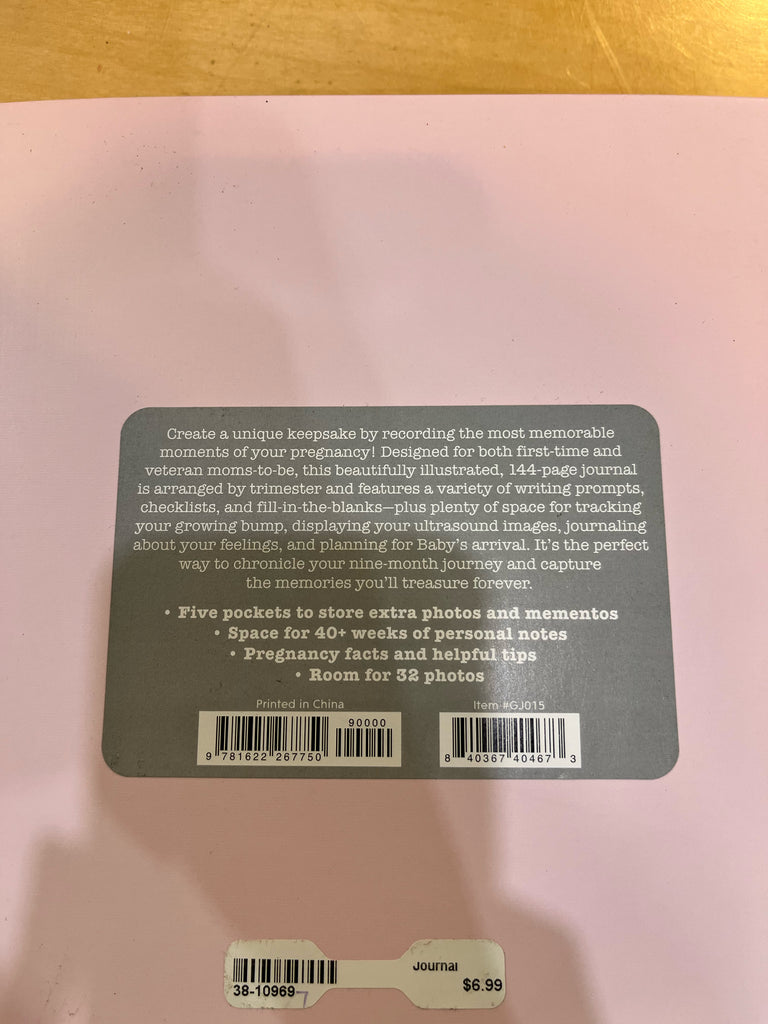 Create a unique keepsake by recording the most memorable
moments of your pregnancy! Designed for both first-time and
veteran moms-to-be, this beautifully illustrated, 144-page journal
is arranged by trimester and features a variety of writing prompts,
checklists, and fill-in-the-blanks—plus plenty of space for tracking
your growing bump, displaying your ultrasound images, journaling
about your feelings, and planning for Baby's arrival. It's the perfect
way to chronicle your nine-month journey and capture
the memories you'll treasure forever.
• Five pockets to store extra photos and mementos
• Space for 40+ weeks of personal notes
• Pregnancy facts and helpful tips
• Room for 32 photos
Printed in China
90000
9 781622 267750
Item #GJ015
8 40367 40467 3
Journal
38-10969 7
$6.99